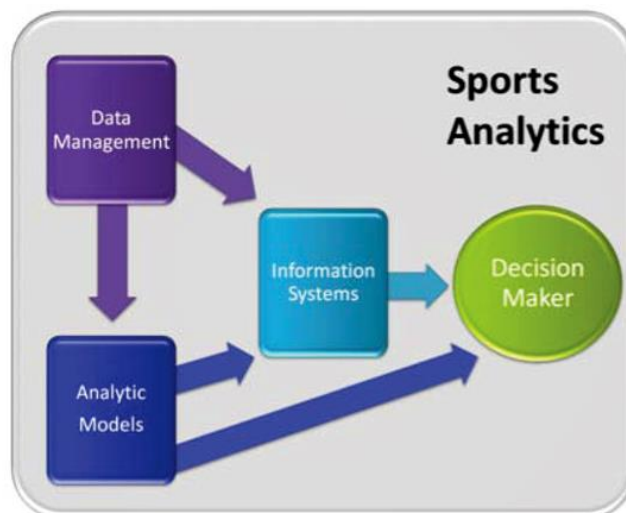 Sports
Analytics
Data
Management
Information
Systems
Decision
Maker
Analytic
Models